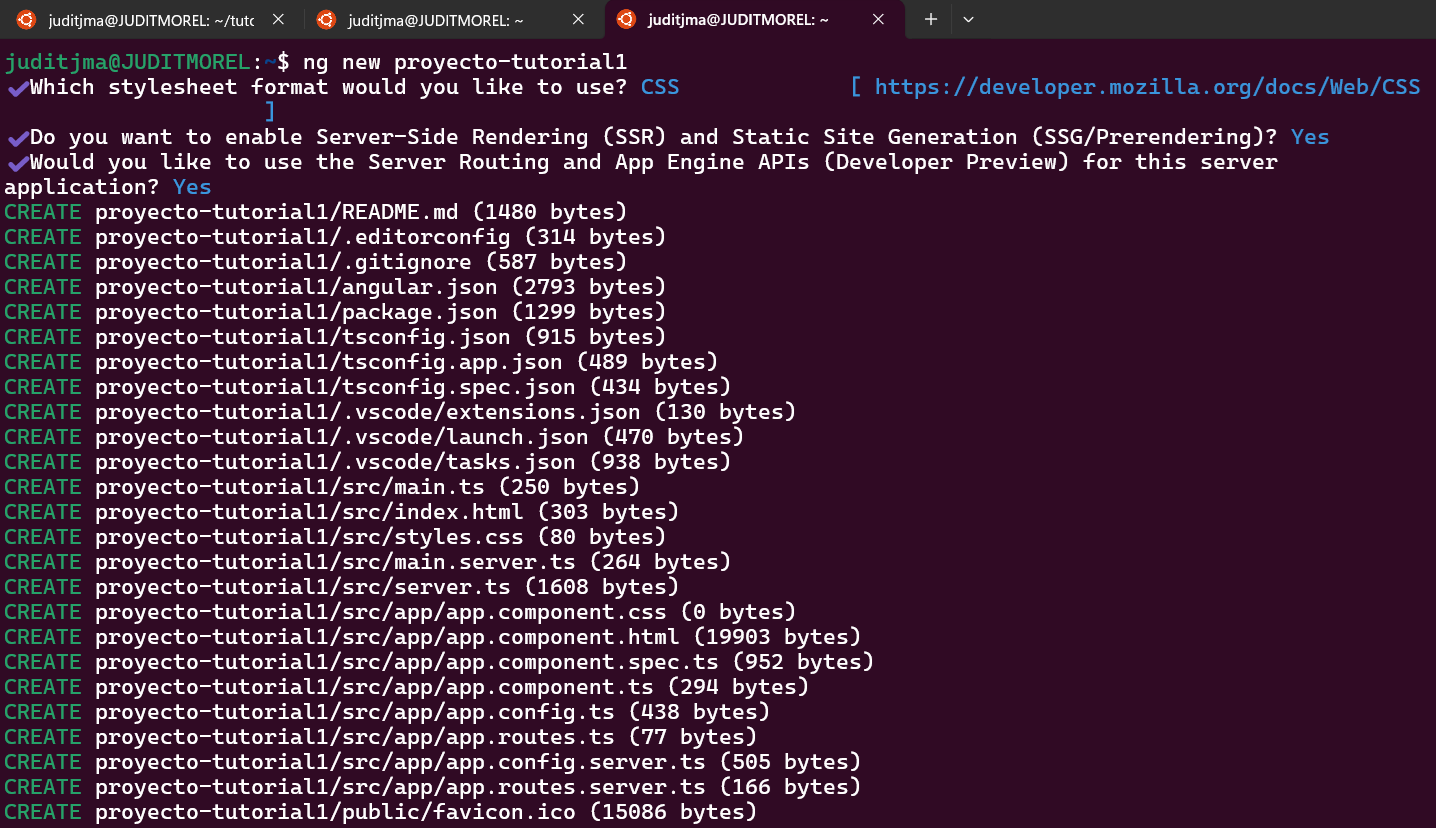 juditjma@JUDITMOREL: ~/tuto
juditjma@JUDITMOREL: ~
juditjma@JUDITMOREL: ~
juditjma@JUDITMOREL:~$ ng new proyecto-tutorial1
Which stylesheet format would you like to use? CSS [ https://developer.mozilla.org/docs/Web/CSS
]
Do you want to enable Server-Side Rendering (SSR) and Static Site Generation (SSG/Prerendering)? Yes
Would you like to use the Server Routing and App Engine APIs (Developer Preview) for this server
application? Yes
CREATE proyecto-tutorial1/README.md (1480 bytes)
CREATE proyecto-tutorial1/.editorconfig (314 bytes)
CREATE proyecto-tutorial1/.gitignore (587 bytes)
CREATE proyecto-tutorial1/angular.json (2793 bytes)
CREATE proyecto-tutorial1/package.json (1299 bytes)
CREATE proyecto-tutorial1/tsconfig.json (915 bytes)
CREATE proyecto-tutorial1/tsconfig.app.json (489 bytes)
CREATE proyecto-tutorial1/tsconfig.spec.json (434 bytes)
CREATE proyecto-tutorial1/.vscode/extensions.json (130 bytes)
CREATE proyecto-tutorial1/.vscode/launch.json (470 bytes)
CREATE proyecto-tutorial1/.vscode/tasks.json (938 bytes)
CREATE proyecto-tutorial1/src/main.ts (250 bytes)
CREATE proyecto-tutorial1/src/index.html (303 bytes)
CREATE proyecto-tutorial1/src/styles.css (80 bytes)
CREATE proyecto-tutorial1/src/main.server.ts (264 bytes)
CREATE proyecto-tutorial1/src/server.ts (1608 bytes)
CREATE proyecto-tutorial1/src/app/app.component.css (0 bytes)
CREATE proyecto-tutorial1/src/app/app.component.html (19903 bytes)
CREATE proyecto-tutorial1/src/app/app.component.spec.ts (952 bytes)
CREATE proyecto-tutorial1/src/app/app.component.ts (294 bytes)
CREATE proyecto-tutorial1/src/app/app.config.ts (438 bytes)
CREATE proyecto-tutorial1/src/app/app.routes.ts (77 bytes)
CREATE proyecto-tutorial1/src/app/app.config.server.ts (505 bytes)
CREATE proyecto-tutorial1/src/app/app.routes.server.ts (166 bytes)
CREATE proyecto-tutorial1/public/favicon.ico (15086 bytes)